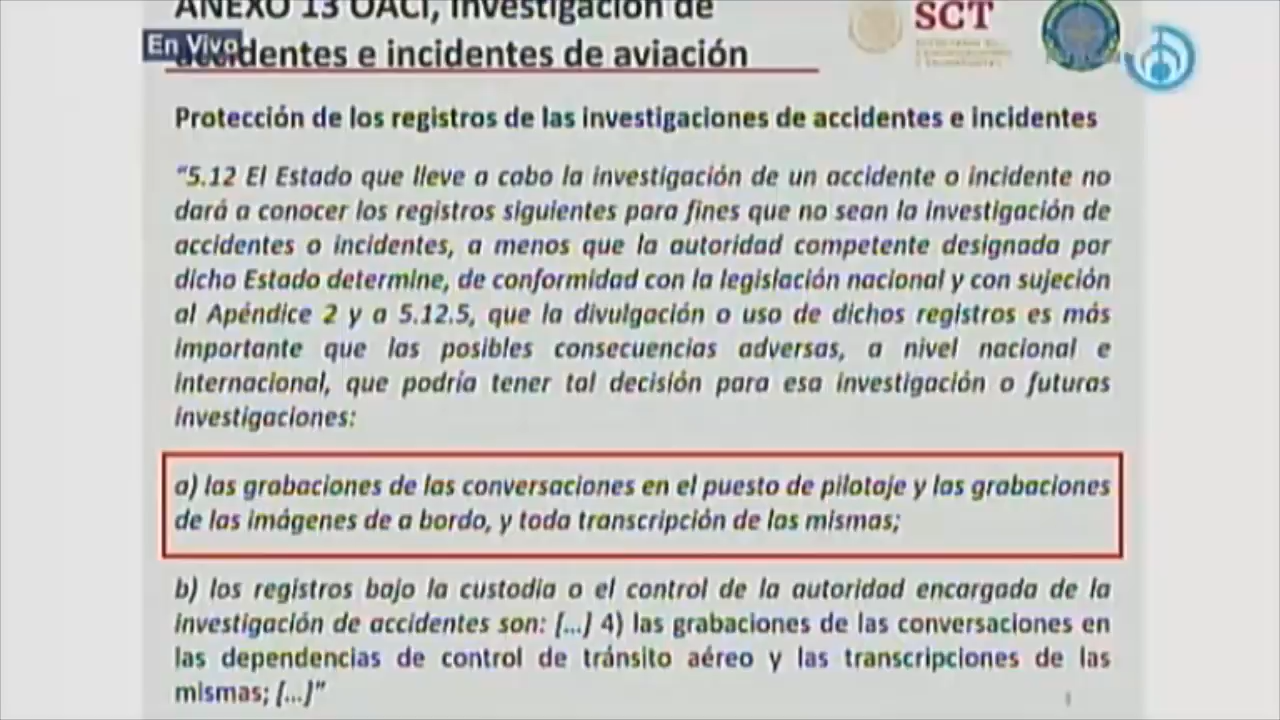 ANEXO 13 OACI, Investigación de
En Vivo
accidentes e incidentes de aviación
SCT
Protección de los registros de las investigaciones de accidentes e incidentes
"5.12 El Estado que lleve a cabo la investigación de un accidente o incidente no
dará a conocer los registros siguientes para fines que no sean la investigación de
accidentes o incidentes, a menos que la autoridad competente designada por
dicho Estado determine, de conformidad con la legislación nacional y con sujeción
al Apéndice 2 y a 5.12.5, que la divulgación o uso de dichos registros es más
importante que las posibles consecuencias adversas, a nivel nacional e
internacional, que podría tener tal decisión para esa investigación o futuras
investigaciones:
a) las grabaciones de las conversaciones en el puesto de pilotaje y las grabaciones
de las imágenes de a bordo, y toda transcripción de las mismas;
b) los registros bajo la custodia o el control de la autoridad encargada de la
investigación de accidentes son: [...] 4) las grabaciones de las conversaciones en
las dependencias de control de tránsito aéreo y las transcripciones de las
mismas; [...]"